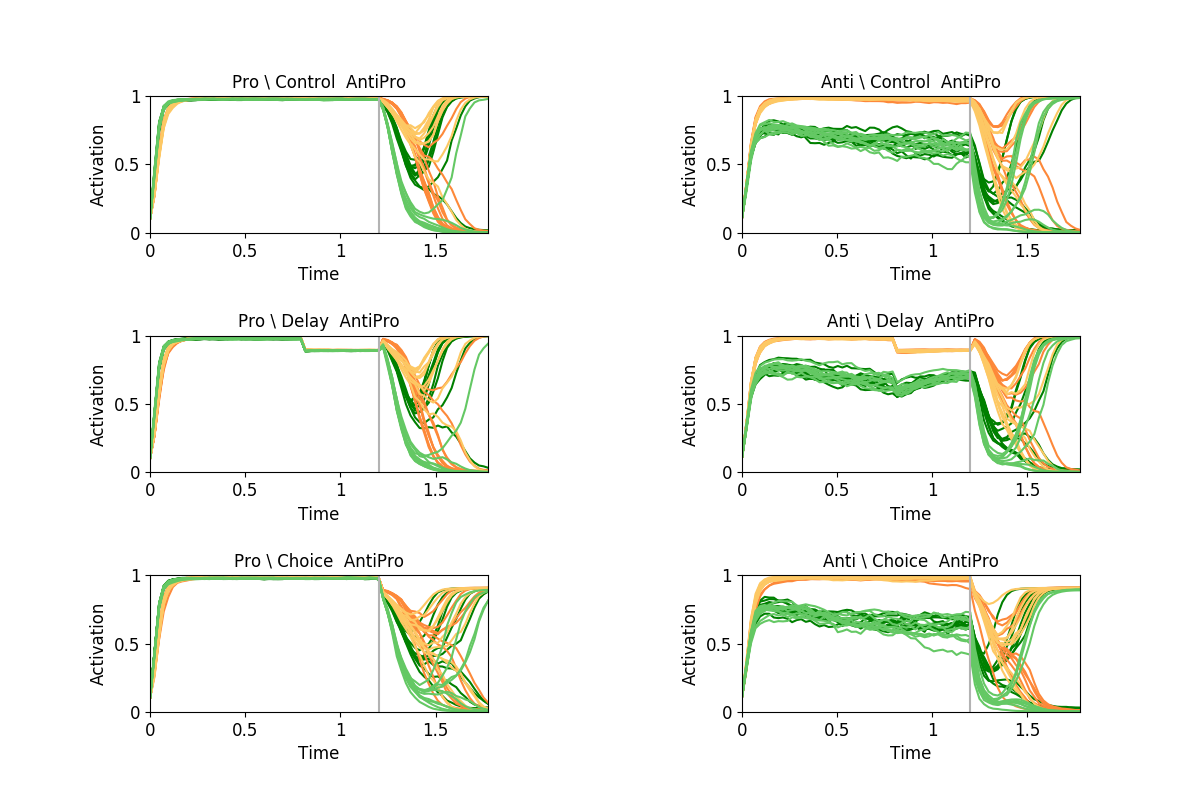 Pro \ Control  AntiPro
Activation
1
0.5
0
0
0.5
1
1.5
Time
Anti \ Control  AntiPro
Activation
1
0.5
0
0
0.5
1
1.5
Time
Pro \ Delay  AntiPro
Activation
1
0.5
0
0
0.5
1
1.5
Time
Anti \ Delay  AntiPro
Activation
1
0.5
0
0
0.5
1
1.5
Time
Pro \ Choice  AntiPro
Activation
1
0.5
0
0
0.5
1
1.5
Time
Anti \ Choice  AntiPro
Activation
1
0.5
0
0
0.5
1
1.5
Time